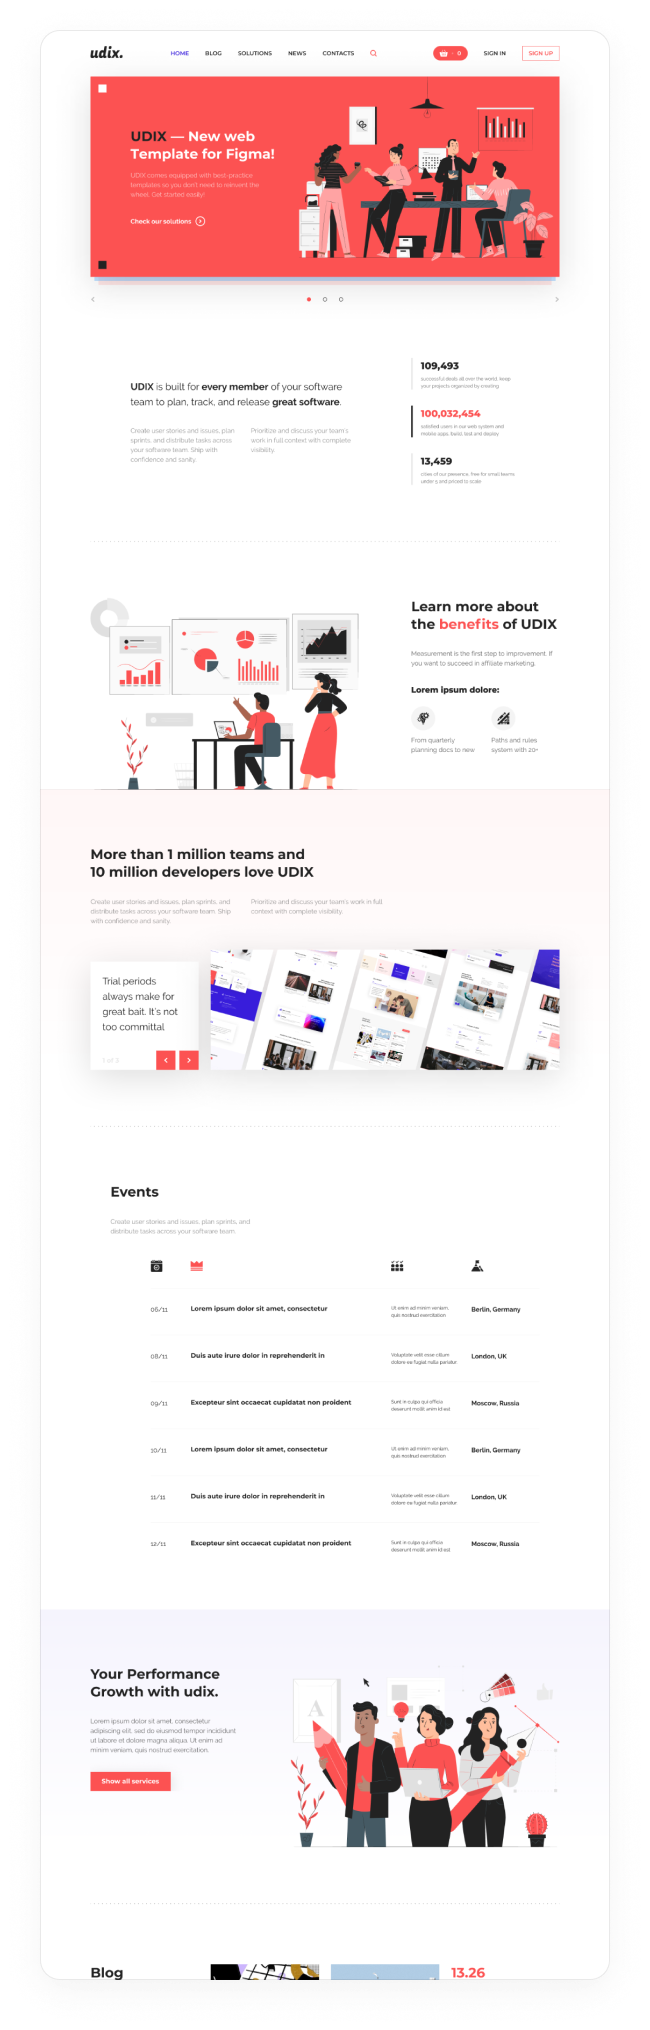 udix.
HOME BLOG SOLUTIONS NEWS CONTACTS 0 SIGN IN SIGN UP
UDIX — New web
Template for Figma!
UDIX comes equipped with best-practice
templates so you don't need to reinvent the
wheel. Get started easily!
Check our solutions
UDIX is built for every member of your software
team to plan, track, and release great software.
Create user stories and issues, plan
sprints, and distribute tasks across
your software team. Ship with
confidence and sanity.
Prioritize and discuss your team's
work in full context with complete
visibility.
109,493
successful deals all over the world, keep
your projects organized by creating
100,032,454
satisfied users in our web system and
mobile apps, build, test and deploy
13,459
cities of our presence, free for small teams
under 5 and priced to scale
Learn more about
the benefits of UDIX
Measurement is the first step to improvement. If
you want to succeed in affiliate marketing.
Lorem ipsum dolore:
From quarterly
planning docs to new
Paths and rules
system with 20+
More than 1 million teams and
10 million developers love UDIX
Create user stories and issues, plan sprints, and
distribute tasks across your software team. Ship
with confidence and sanity.
Prioritize and discuss your team's work in full
context with complete visibility.
Trial periods
always make for
great bait. It's not
too committal
1 of 3
Events
Create user stories and issues, plan sprints, and
distribute tasks across your software team.
06/11 Lorem ipsum dolor sit amet, consectetur
Ut enim ad minim veniam,
quis nostrud exercitation
Berlin, Germany
08/11 Duis aute irure dolor in reprehenderit in
Voluptate velit esse cillum
dolore eu fugiat nulla pariatur
London, UK
09/11 Excepteur sint occaecat cupidatat non proident
Sunt in culpa qui officia
deserunt mollit anim id est
Moscow, Russia
10/11 Lorem ipsum dolor sit amet, consectetur
Ut enim ad minim veniam,
quis nostrud exercitation
Berlin, Germany
11/11 Duis aute irure dolor in reprehenderit in
Voluptate velit esse cillum
dolore eu fugiat nulla pariatur
London, UK
12/11 Excepteur sint occaecat cupidatat non proident
Sunt in culpa qui officia
deserunt mollit anim id est
Moscow, Russia
Your Performance
Growth with udix.
Lorem ipsum dolor sit amet, consectetur
adipiscing elit, sed do eiusmod tempor incididunt
ut labore et dolore magna aliqua. Ut enim ad
minim veniam, quis nostrud exercitation.
Show all services
A
Blog
13.26